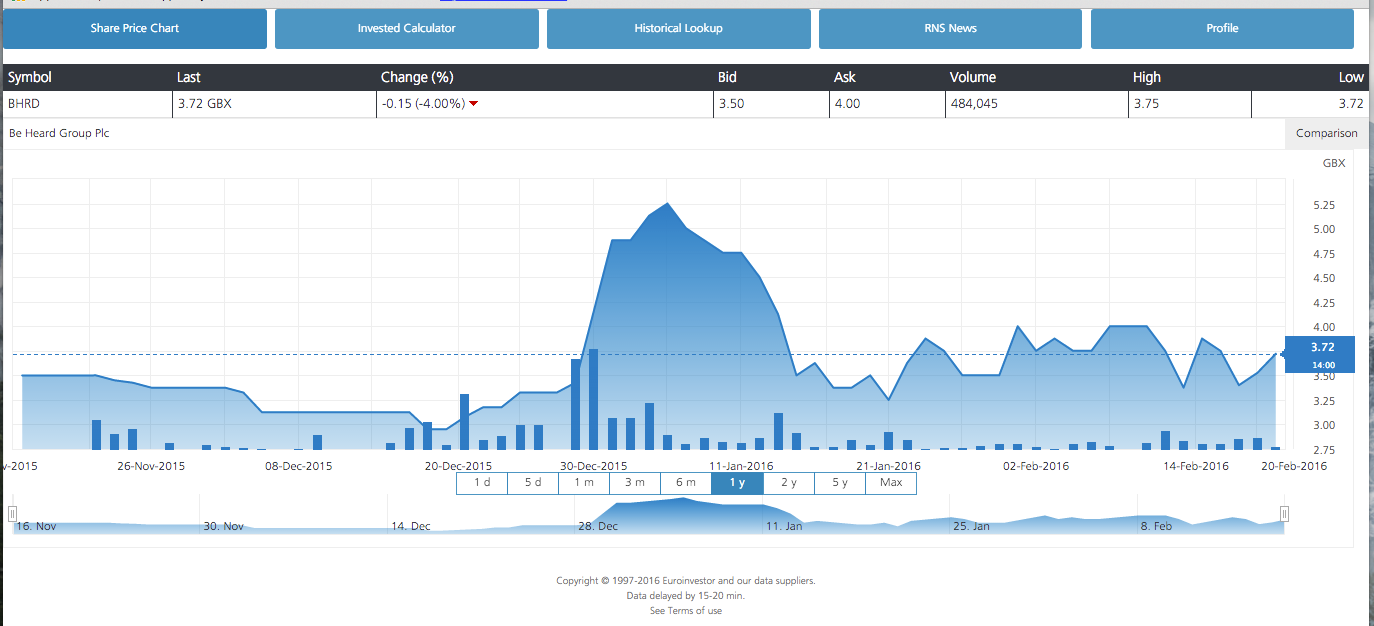 Share Price Chart Invested Calculator Historical Lookup RNS News Profile
Symbol Last Change (%) Bid Ask Volume High Low
BHRD 3.72 GBX -0.15 (-4.00%) 3.50 4.00 484,045 3.75 3.72
Be Heard Group Plc Comparison
GBX
5.25
5.00
4.75
4.50
4.25
4.00
3.72
14:00
3.50
3.25
3.00
2.75
v-2015 26-Nov-2015 08-Dec-2015 20-Dec-2015 30-Dec-2015 11-Jan-2016 21-Jan-2016 02-Feb-2016 14-Feb-2016 20-Feb-2016
1 d 5 d 1 m 3 m 6 m 1 y 2 y 5 y Max
16. Nov 30. Nov 14. Dec 28. Dec 11. Jan 25. Jan 8. Feb
Copyright © 1997-2016 Euroinvestor and our data suppliers.
Data delayed by 15-20 min.
See Terms of use